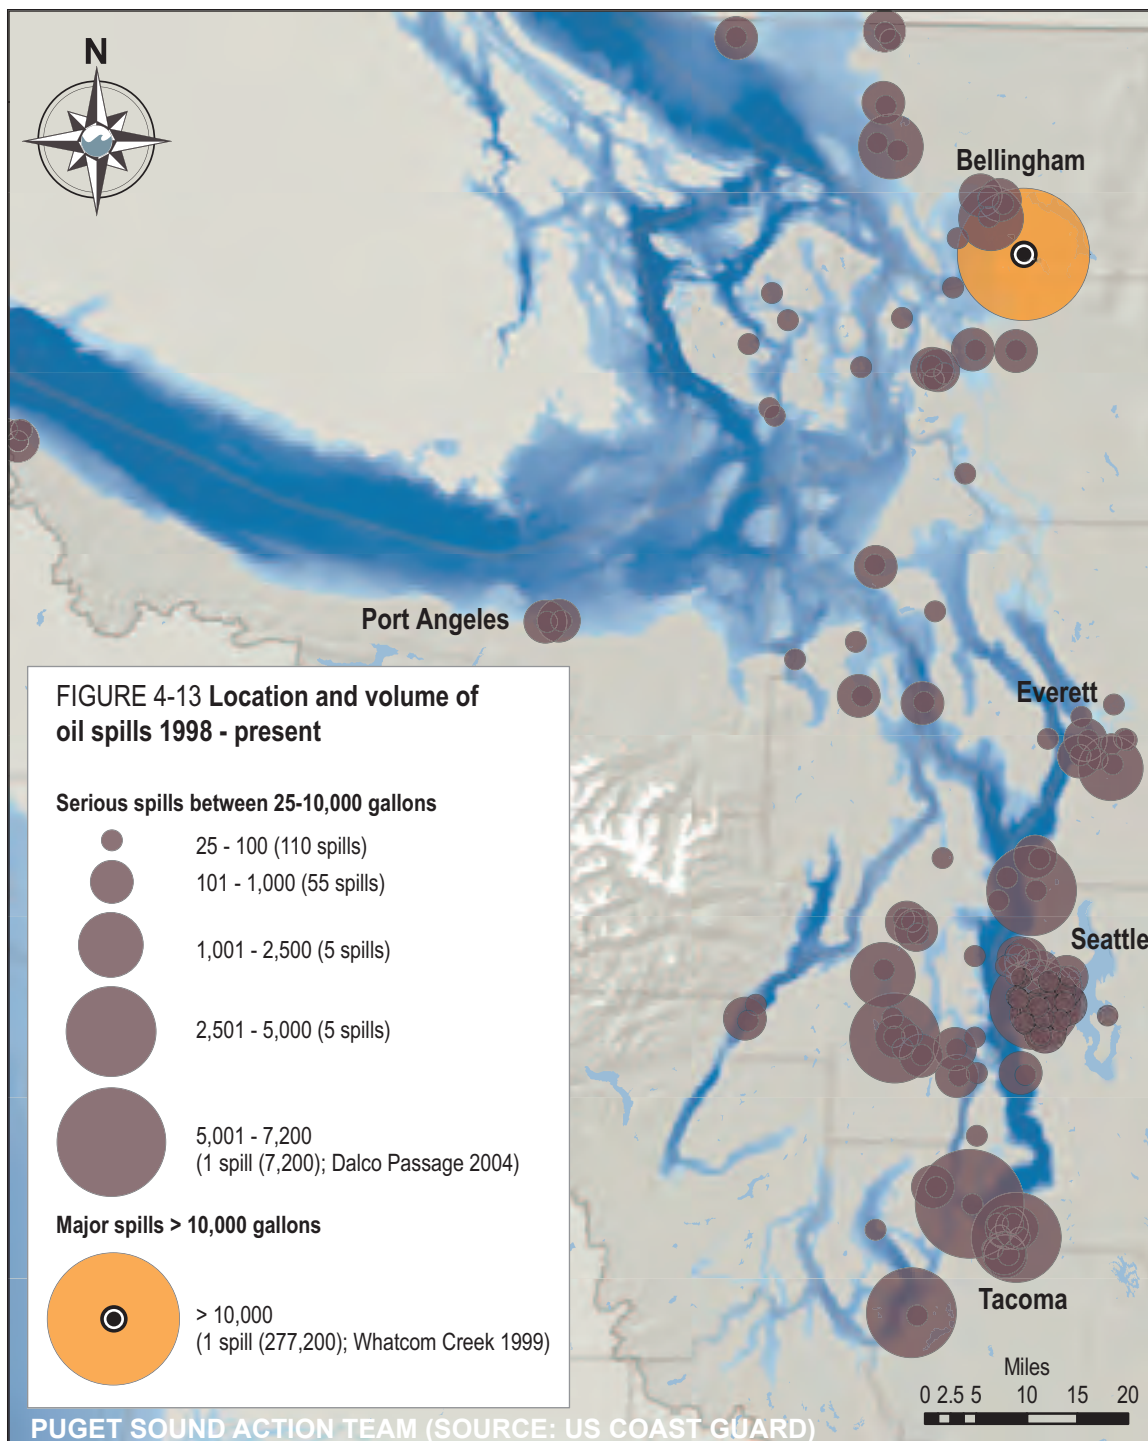 N
Bellingham
Port Angeles
Everett
Seattle
Tacoma
FIGURE 4-13 Location and volume of
oil spills 1998 - present
Serious spills between 25-10,000 gallons
25 - 100 (110 spills)
101 - 1,000 (55 spills)
1,001 - 2,500 (5 spills)
2,501 - 5,000 (5 spills)
5,001 - 7,200
(1 spill (7,200); Dalco Passage 2004)
Major spills > 10,000 gallons
> 10,000
(1 spill (277,200); Whatcom Creek 1999)
Miles
0 2.5 5 10 15 20
PUGET SOUND ACTION TEAM (SOURCE: US COAST GUARD)